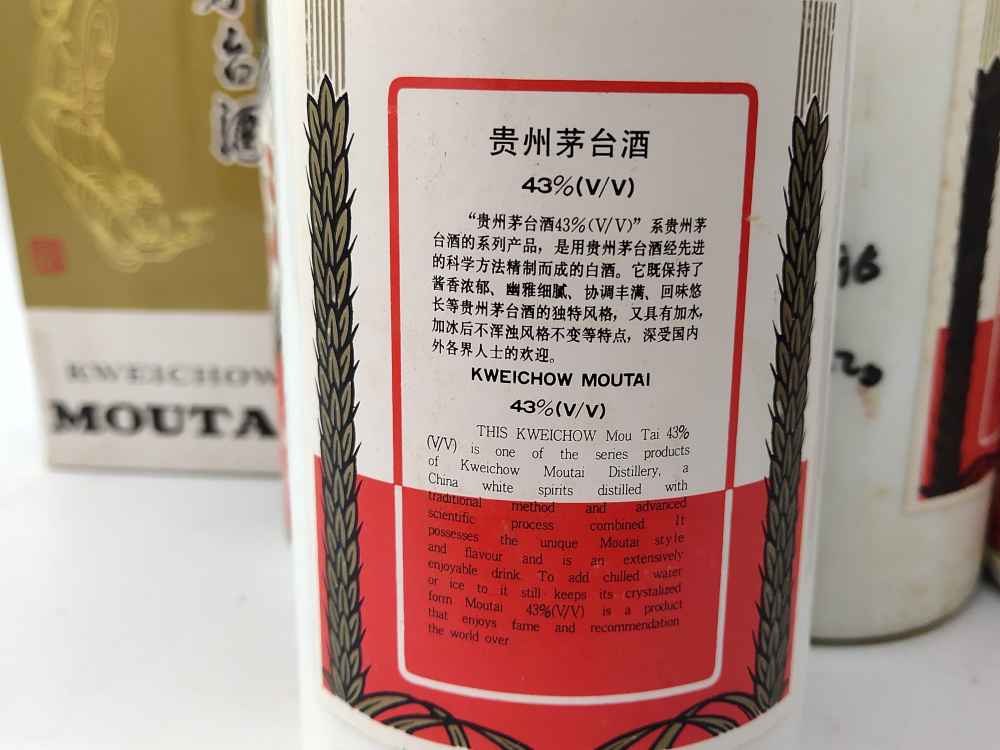 台酒
KWEICHOW
MOUTA
贵州茅台酒
43%(V/V)
“贵州茅台酒43%(V/V)”系贵州茅
台酒的系列产品，是用贵州茅台酒经先进
的科学方法精制而成的白酒。它既保持了
酱香浓郁、幽雅细腻、协调丰满、回味悠
长等贵州茅台酒的独特风格，又具有加水，
加冰后不浑浊风格不变等特点，深受国内
外各界人士的欢迎。
KWEICHOW MOUTAI
43%(V/V)
THIS KWEICHOW Mou Tai 43%
(V/V) is one of the series products
of Kweichow Moutai Distillery, a
China white spirits distilled with
traditional method and advanced
scientific process combined. It
possesses the unique Moutai style
and flavour and is an extensively
enjoyable drink. To add chilled water
or ice to it still keeps its crystalized
form Moutai 43%(V/V) is a product
that enjoys fame and recommendation
the world over